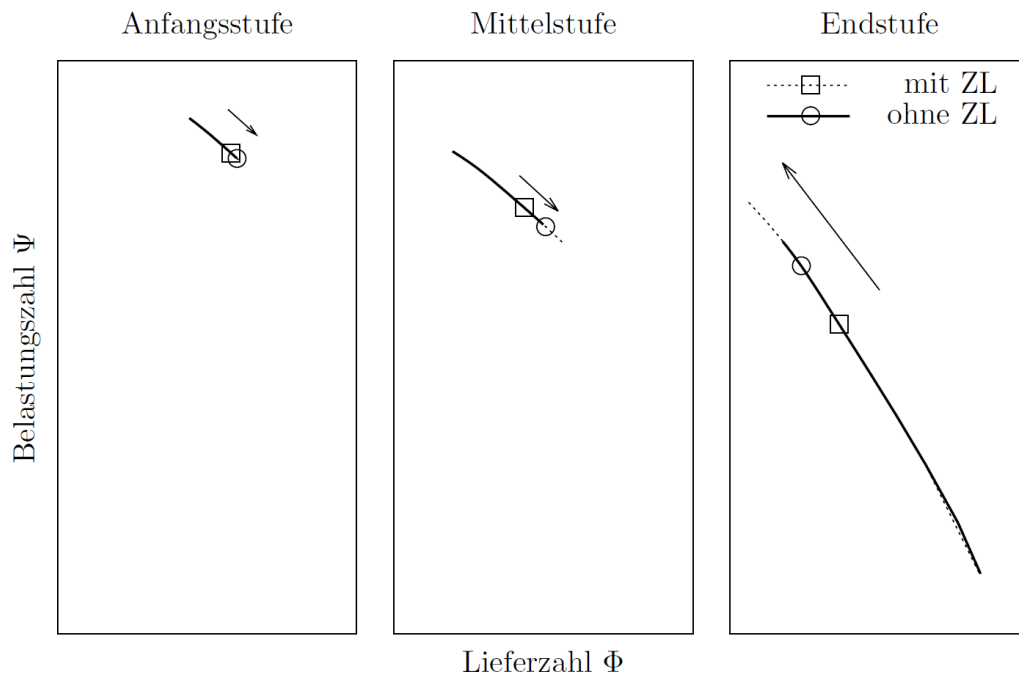 Anfangsstufe
Mittelstufe
Endstufe
mit ZL
ohne ZL
Belastungszahl Ψ
Lieferzahl Φ